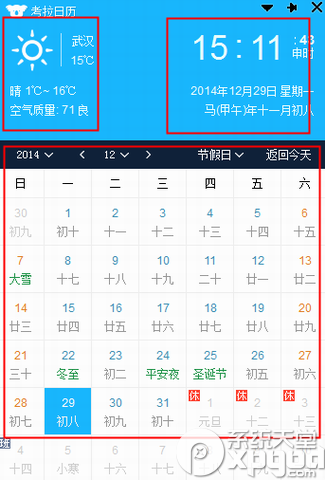 考拉日历
武汉
15℃
晴 1℃~ 16℃
空气质量: 71 良
15 : 11 : 43
申时
2014年12月29日 星期一
马(甲午)年十一月初八
2014 12 节假日 返回今天
日 一 二 三 四 五 六
30 1 2 3 4 5 6
初九 初十 十一 十二 十三 十四 十五
7 8 9 10 11 12 13
大雪 十七 十八 十九 二十 廿一 廿二
14 15 16 17 18 19 20
廿三 廿四 廿五 廿六 廿七 廿八 廿九
21 22 23 24 25 26 27
三十 冬至 初二 平安夜 圣诞节 初五 初六
休 休 休
28 29 30 31 1 2 3
初七 初八 初九 初十 元旦 十二 十三
班
4 5 6 7 8
十四 小寒 十六 十七 十八
系统天堂